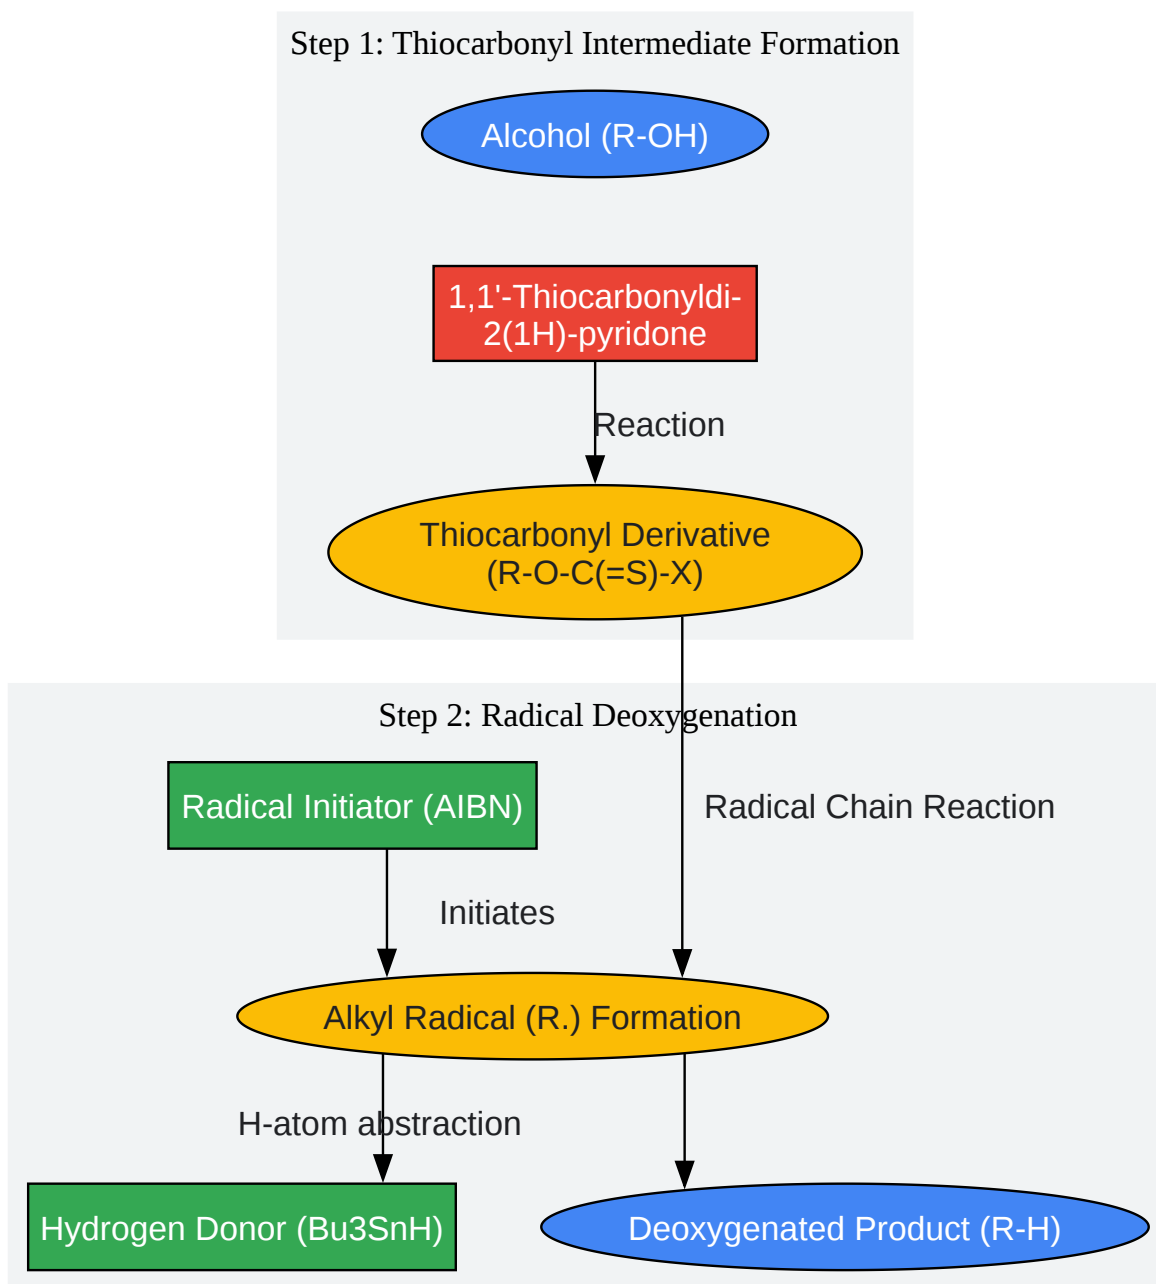 Step 1: Thiocarbonyl Intermediate Formation
Alcohol (R-OH)
1,1'-Thiocarbonyldi-
2(1H)-pyridone
Reaction
Thiocarbonyl Derivative
(R-O-C(=S)-X)
Step 2: Radical Deoxygenation
Radical Initiator (AIBN)
Radical Chain Reaction
Initiates
Alkyl Radical (R.) Formation
H-atom abstraction
Hydrogen Donor (Bu3SnH)
Deoxygenated Product (R-H)